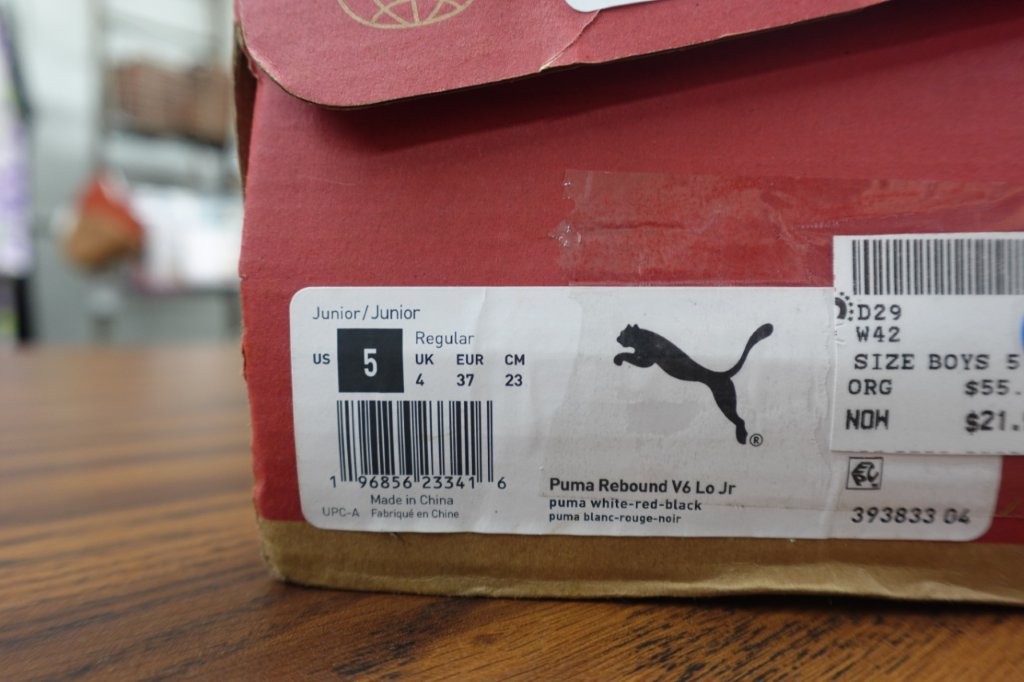 Junior/Junior
Regular
US 5 UK EUR CM
4 37 23
1 96856 23341 6
Made in China
UPC-A Fabriqué en Chine
®
Puma Rebound V6 Lo Jr
puma white-red-black
puma blanc-rouge-noir
393833 04
D29
W42
SIZE BOYS 5
ORG $55.
NOW $21.